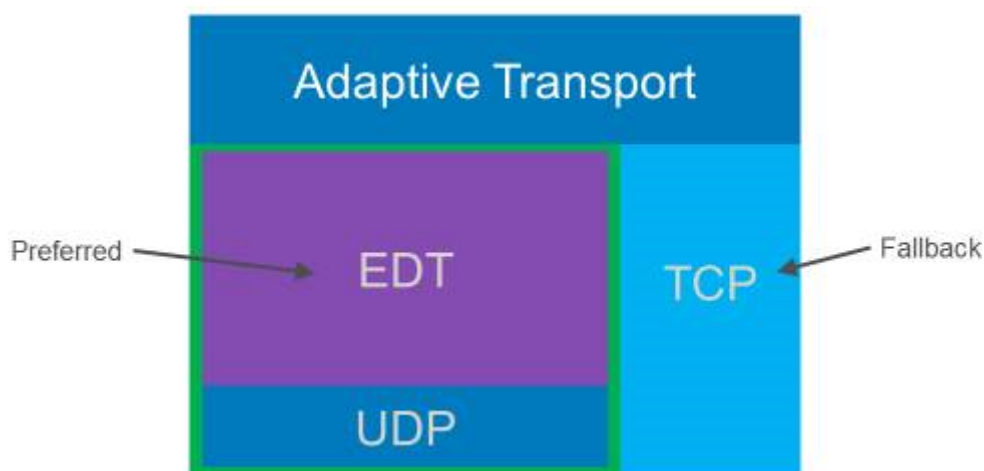 Adaptive Transport
Preferred
EDT
TCP
Fallback
UDP